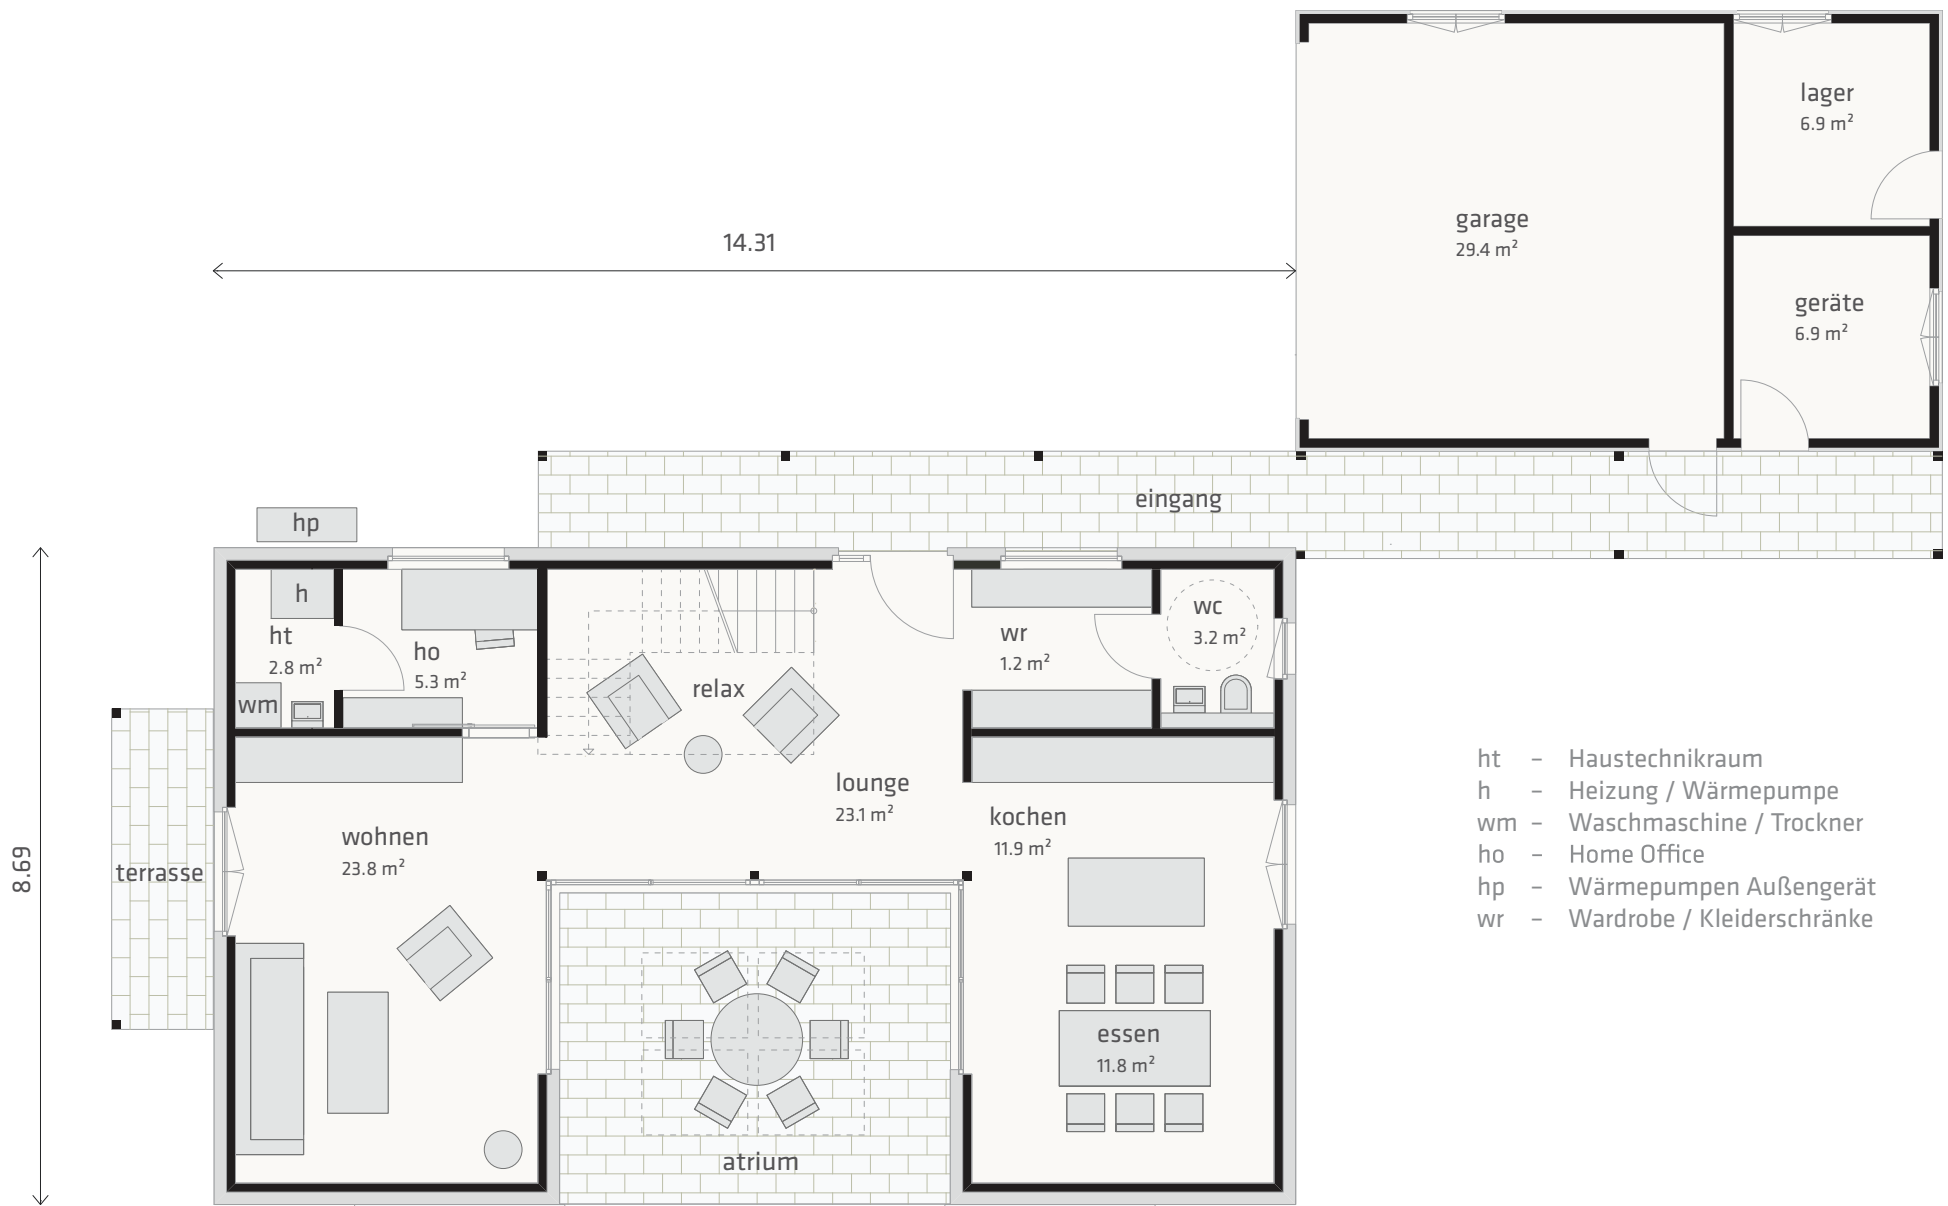 lager
6.9 m²
garage
29.4 m²
14.31
geräte
6.9 m²
eingang
hp
h
ht
2.8 m²
wm
ho
5.3 m²
relax
wr
1.2 m²
wc
3.2 m²
lounge
23.1 m²
kochen
11.9 m²
wohnen
23.8 m²
terrasse
8.69
essen
11.8 m²
atrium
ht – Haustechnikraum
h – Heizung / Wärmepumpe
wm – Waschmaschine / Trockner
ho – Home Office
hp – Wärmepumpen Außengerät
wr – Wardrobe / Kleiderschränke